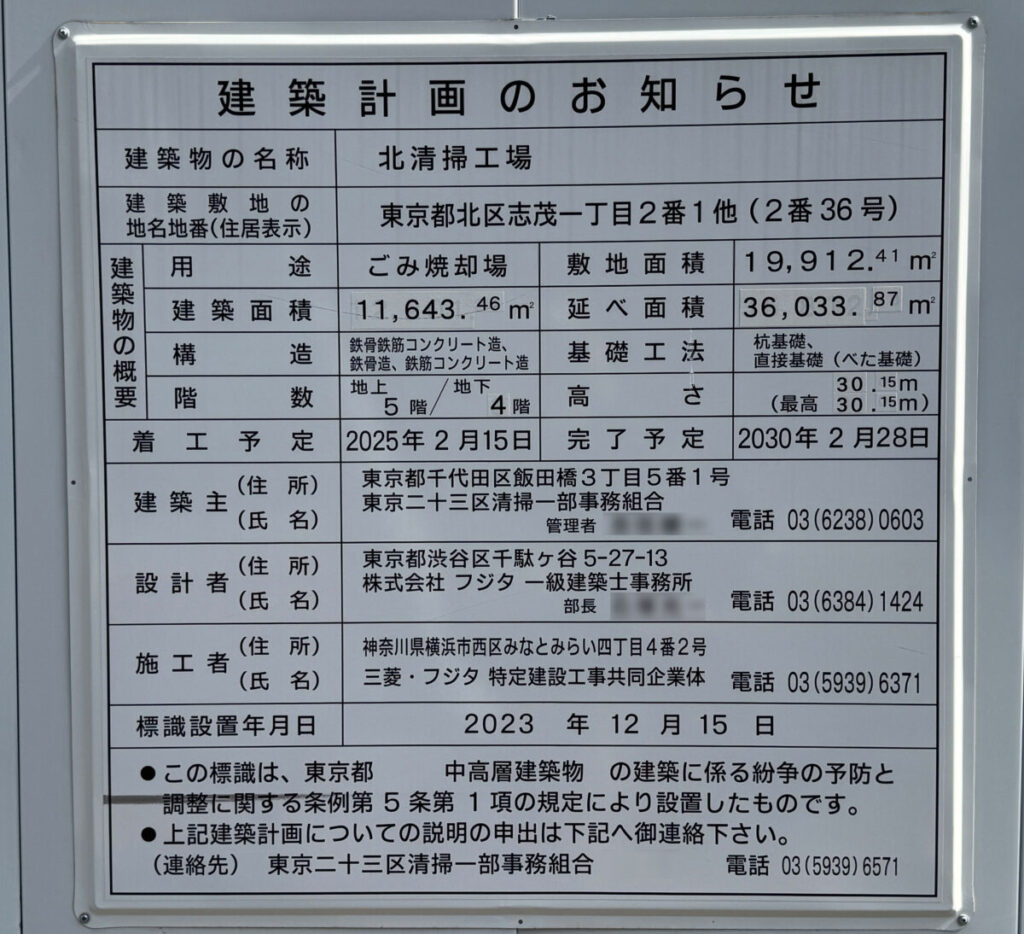 建築計画のお知らせ
建築物の名称 北清掃工場
建築敷地の地名地番(住居表示) 東京都北区志茂一丁目2番1他(2番36号)
建築物の概要
用途 ごみ焼却場 敷地面積 19,912.41㎡
建築面積 11,643.46㎡ 延べ面積 36,033.87㎡
構造 鉄骨鉄筋コンクリート造、鉄骨造、鉄筋コンクリート造 基礎工法 杭基礎、直接基礎(べた基礎)
階数 地上5階/地下4階 高さ 30.15m(最高30.15m)
着工予定 2025年2月15日 完了予定 2030年2月28日
建築主(住所)(氏名) 東京都千代田区飯田橋3丁目5番1号
東京二十三区清掃一部事務組合
管理者 電話 03(6238)0603
設計者(住所)(氏名) 東京都渋谷区千駄ヶ谷5-27-13
株式会社 フジタ 一級建築士事務所
部長 電話 03(6384)1424
施工者(住所)(氏名) 神奈川県横浜市西区みなとみらい四丁目4番2号
三菱・フジタ 特定建設工事共同企業体 電話 03(5939)6371
標識設置年月日 2023年12月15日
●この標識は、東京都 中高層建築物 の建築に係る紛争の予防と
調整に関する条例第5条第1項の規定により設置したものです。
●上記建築計画についての説明の申出は下記へ御連絡下さい。
(連絡先) 東京二十三区清掃一部事務組合 電話 03(5939)6571